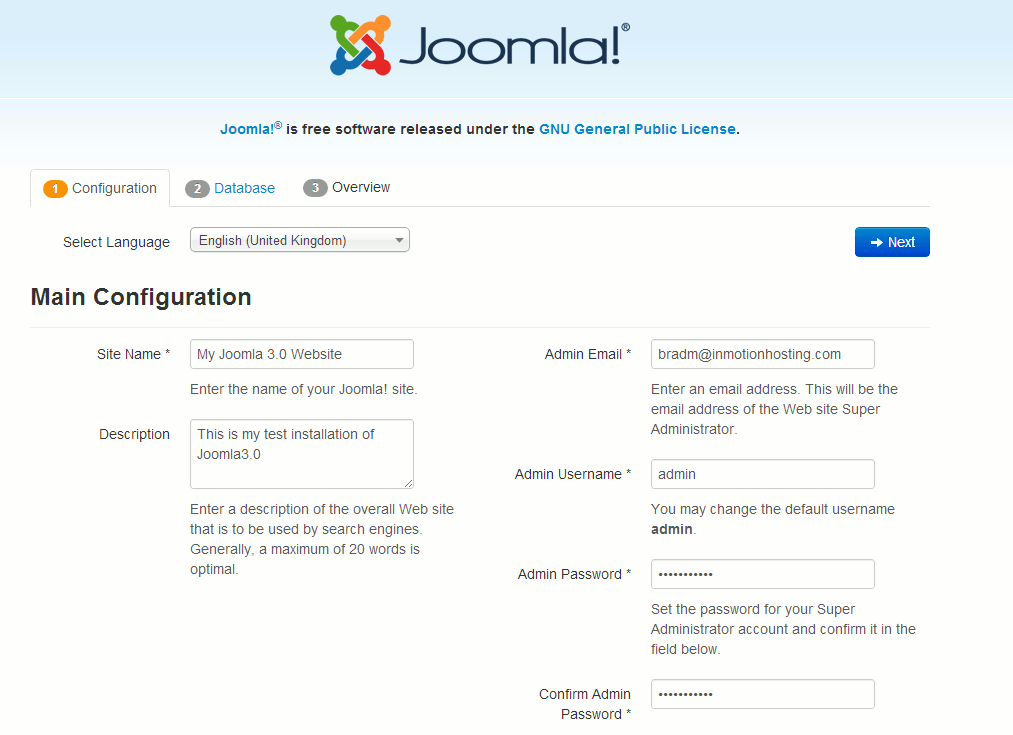 Joomla!®
Joomla!® is free software released under the GNU General Public License.
1 Configuration 2 Database 3 Overview
Select Language English (United Kingdom) Next
Main Configuration
Site Name * My Joomla 3.0 Website
Enter the name of your Joomla! site.
Description This is my test installation of
Joomla3.0
Enter a description of the overall Web site
that is to be used by search engines.
Generally, a maximum of 20 words is
optimal.
Admin Email * bradm@inmotionhosting.com
Enter an email address. This will be the
email address of the Web site Super
Administrator.
Admin Username * admin
You may change the default username
admin.
Admin Password * •••••••••••
Set the password for your Super
Administrator account and confirm it in the
field below.
Confirm Admin •••••••••••
Password *